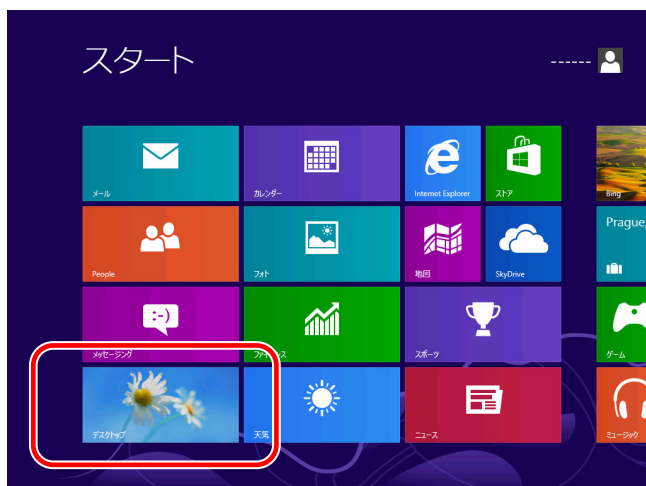 スタート
------
メール
カレンダー
Internet Explorer
ストア
Bing
People
フォト
地図
SkyDrive
Prague,
メッセージング
ファイナンス
スポーツ
ゲーム
デスクトップ
天気
ニュース
ミュージック